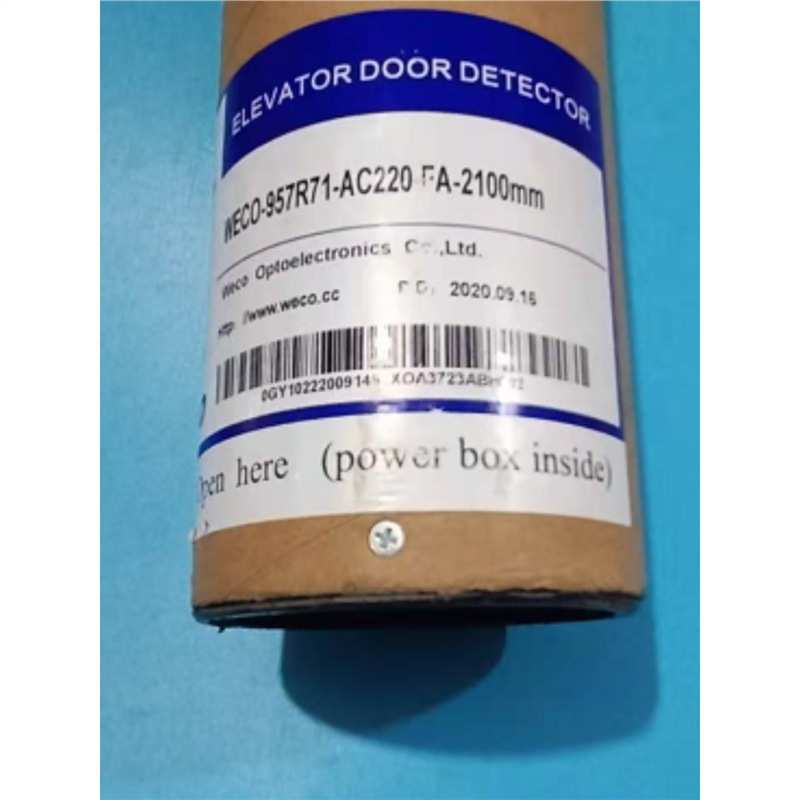 ELEVATOR DOOR DETECTOR
WECO-957R71-AC220 FA-2100mm
Weco Optoelectronics Co.,Ltd.
http://www.weco.cc P.D: 2020.09.16
(power box inside)
Open here